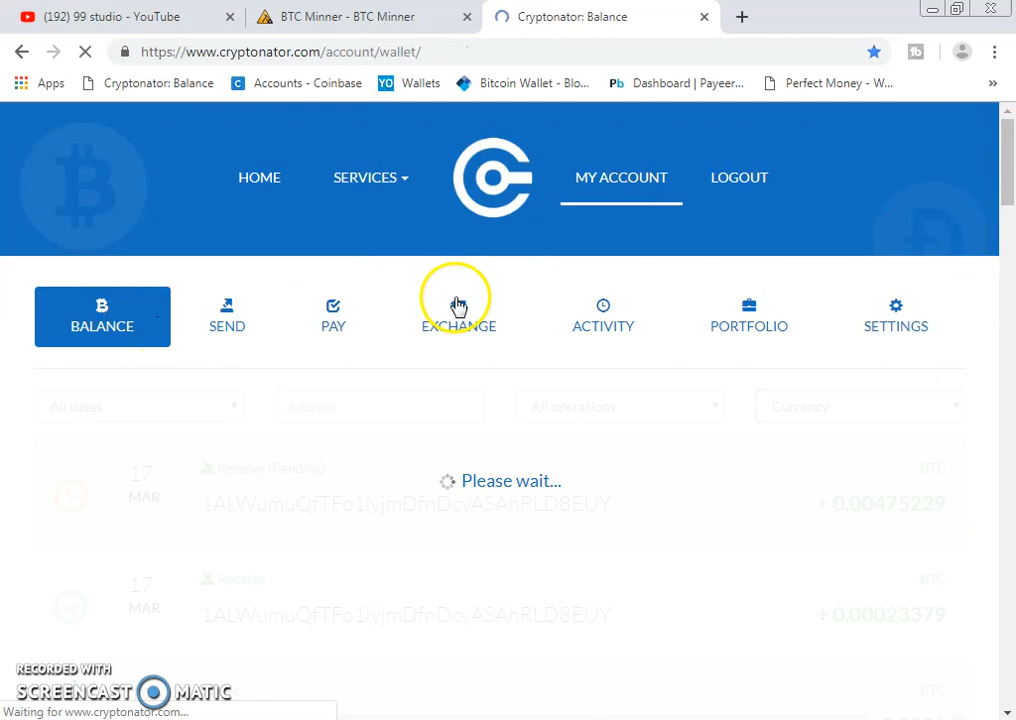 (192) 99 studio - YouTube
BTC Minner - BTC Minner
Cryptonator: Balance
https://www.cryptonator.com/account/wallet/
Apps
Cryptonator: Balance
Accounts - Coinbase
YO Wallets
Bitcoin Wallet - Blo...
Pb Dashboard | Payeer...
Perfect Money - W...
»
HOME
SERVICES
MY ACCOUNT
LOGOUT
BALANCE
SEND
PAY
EXCHANGE
ACTIVITY
PORTFOLIO
SETTINGS
All dates
Address
All operations
Currency
Please wait...
17
MAR
Receive (Pending)
1ALWumuQfTFo1iyjmDfnDcyASAhRLD8EUY
BTC
+ 0.00475229
17
MAR
Receive
1ALWumuQfTFo1iyjmDfnDcyASAhRLD8EUY
BTC
+ 0.00023379
BTC
RECORDED WITH
SCREENCAST MATIC
Waiting for www.cryptonator.com...